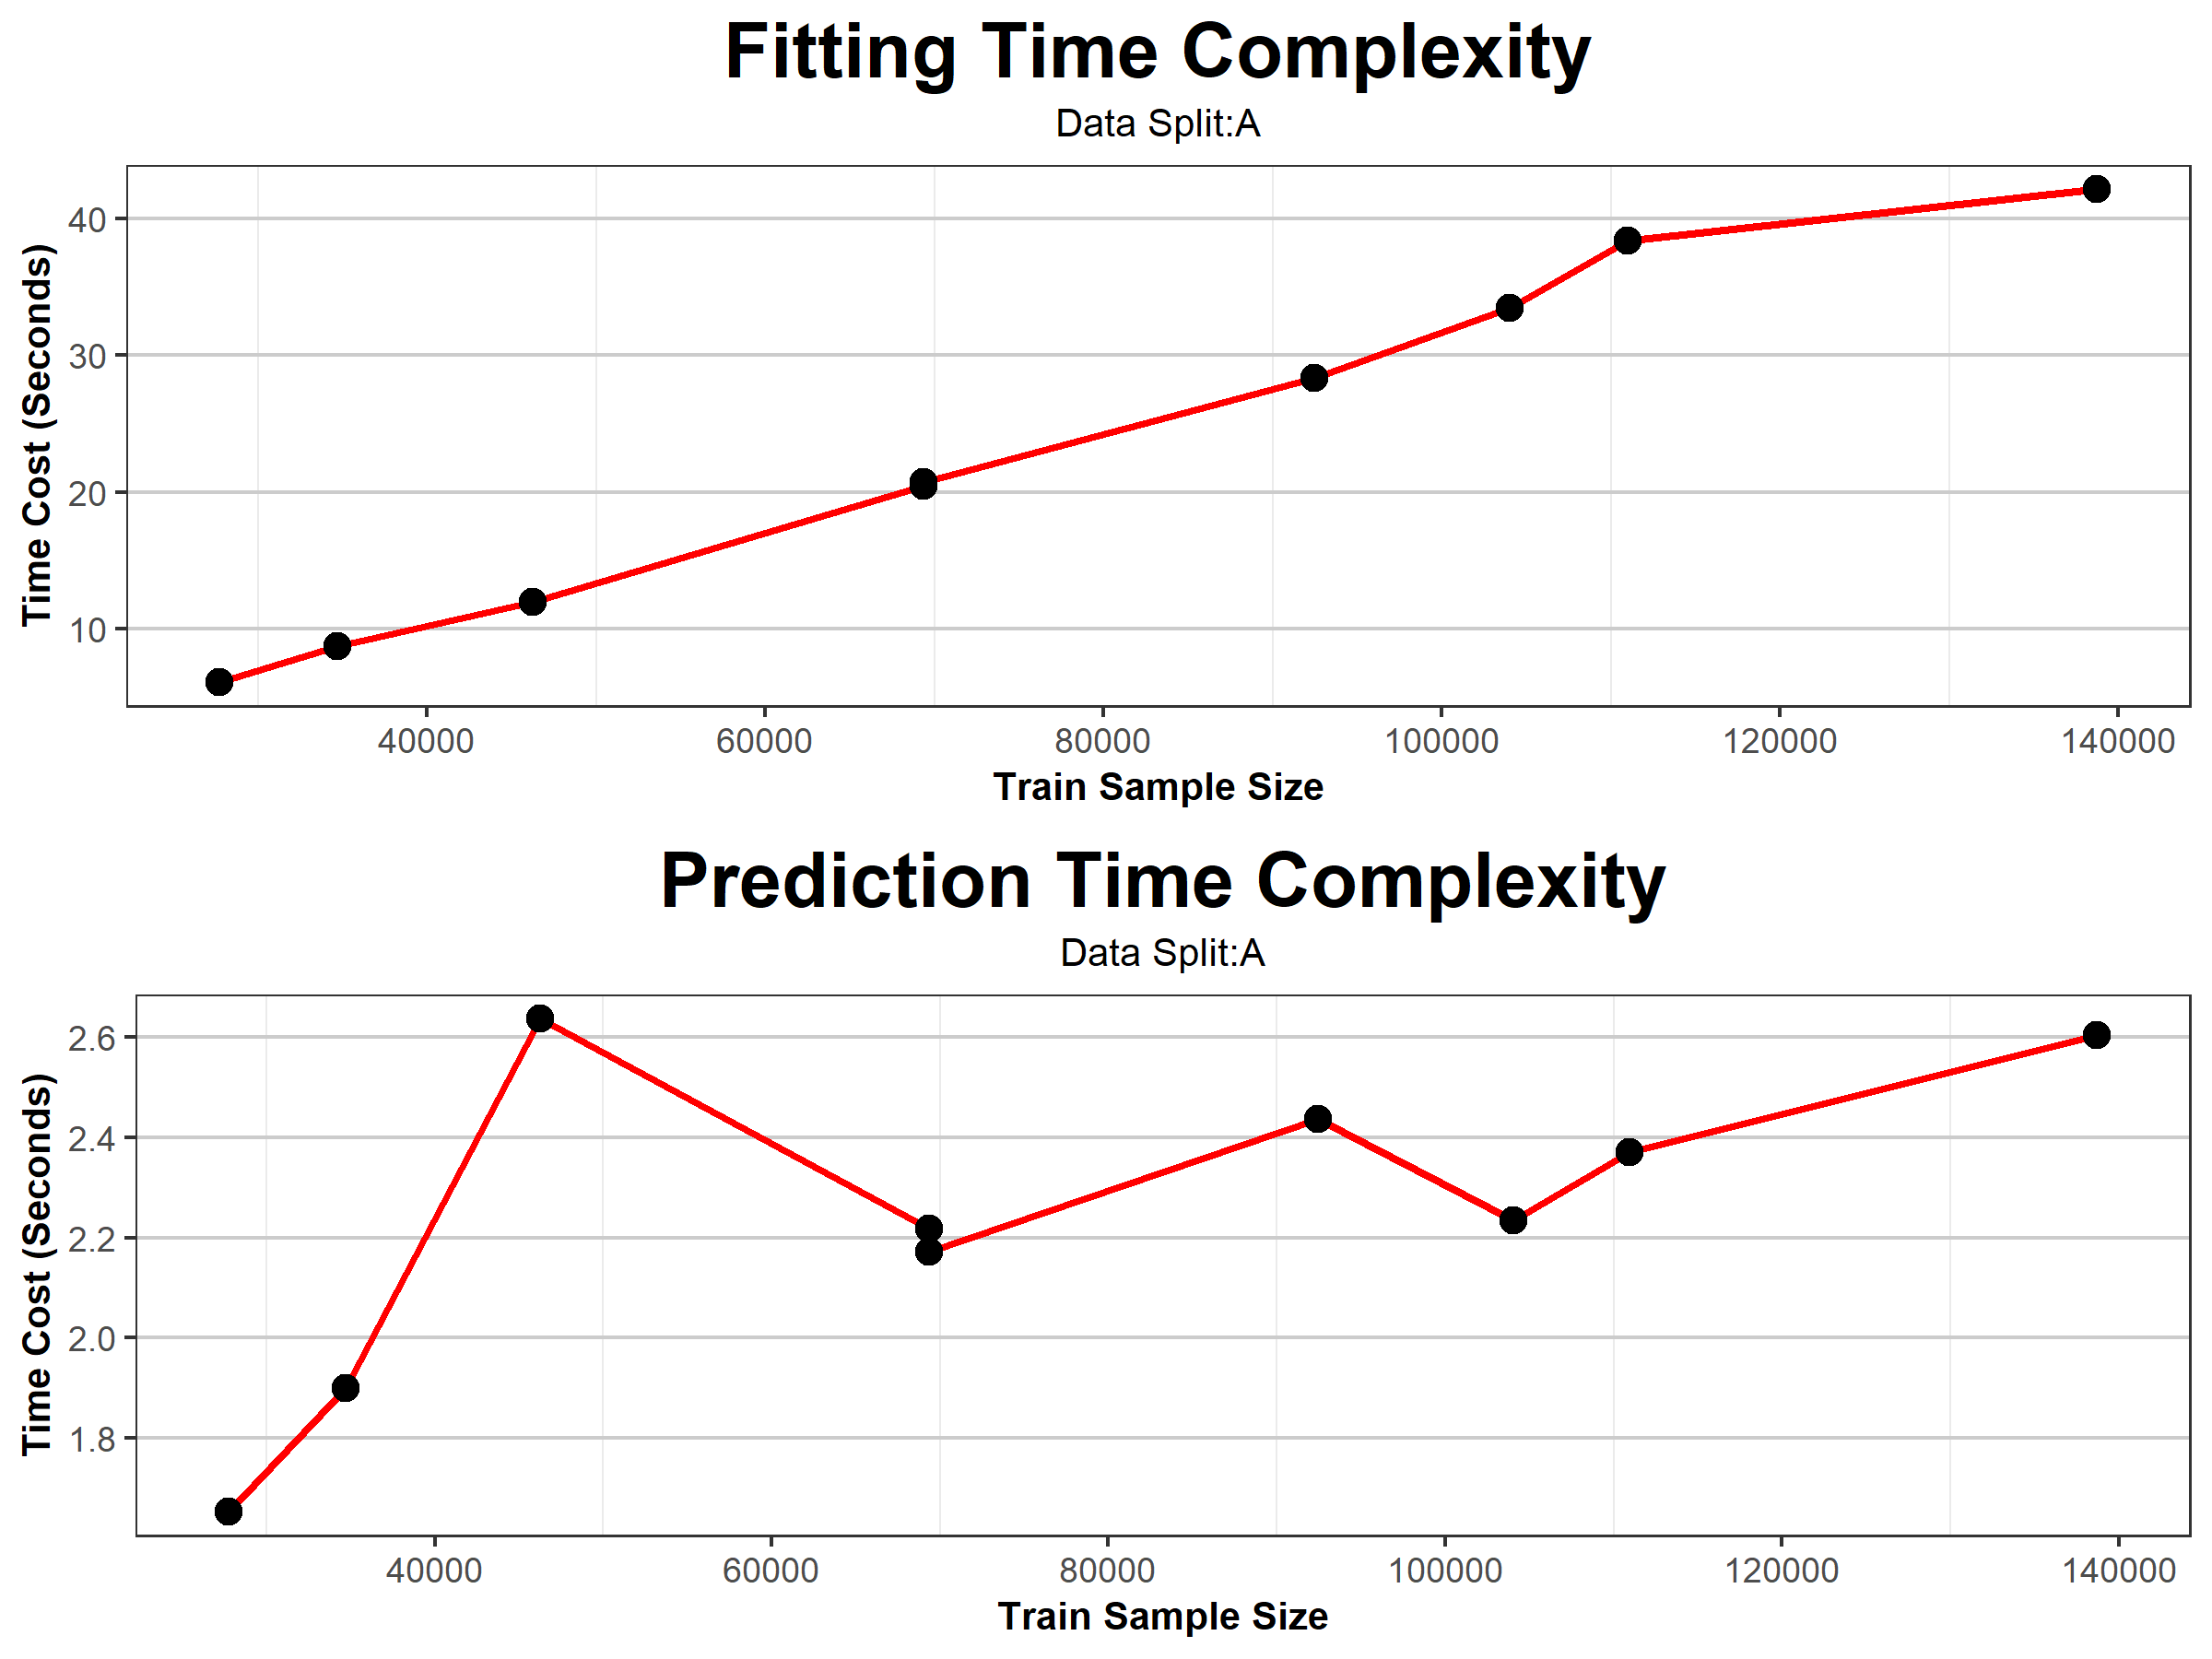 Fitting Time Complexity
Data Split:A
Time Cost (Seconds)
40
30
20
10
40000 60000 80000 100000 120000 140000
Train Sample Size
Prediction Time Complexity
Data Split:A
Time Cost (Seconds)
2.6
2.4
2.2
2.0
1.8
40000 60000 80000 100000 120000 140000
Train Sample Size